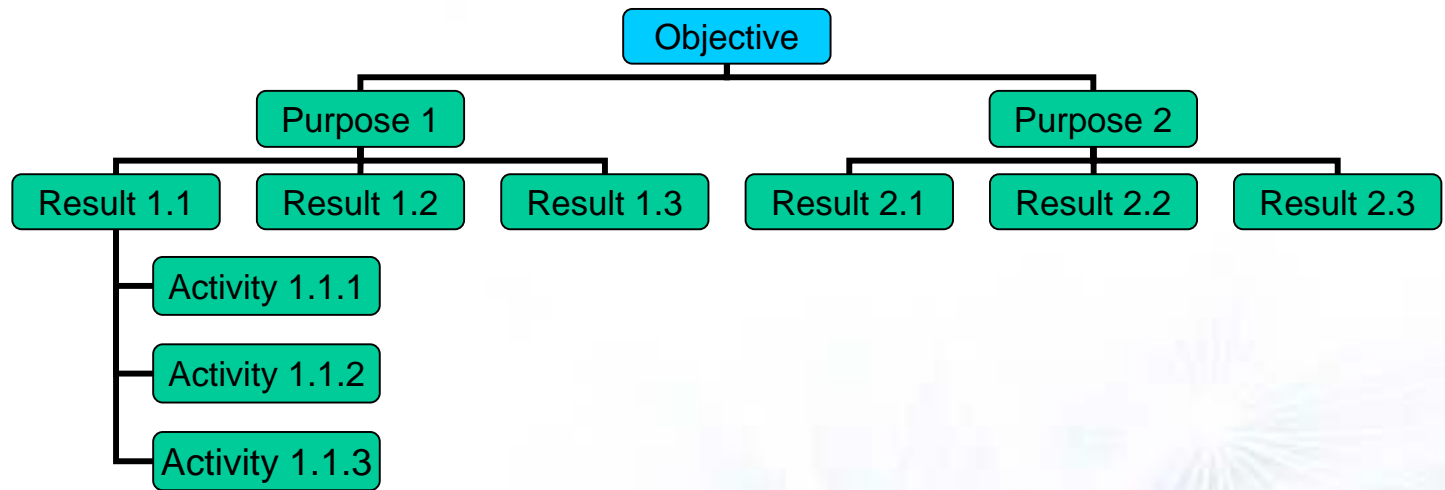 Objective
Purpose 1
Purpose 2
Result 1.1
Result 1.2
Result 1.3
Result 2.1
Result 2.2
Result 2.3
Activity 1.1.1
Activity 1.1.2
Activity 1.1.3